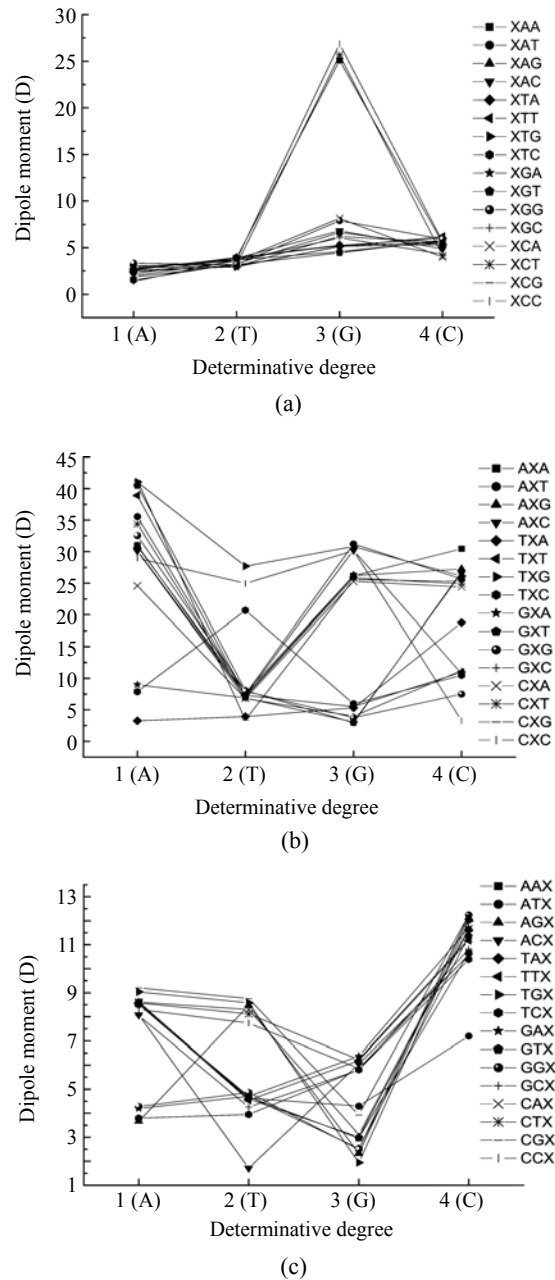 30
25
20
15
10
5
0
Dipole moment (D)
1 (A) 2 (T) 3 (G) 4 (C)
Determinative degree
XAA
XAT
XAG
XAC
XTA
XTT
XTG
XTC
XGA
XGT
XGG
XGC
XCA
XCT
XCG
XCC
(a)
45
40
35
30
25
20
15
10
5
0
Dipole moment (D)
1 (A) 2 (T) 3 (G) 4 (C)
Determinative degree
AXA
AXT
AXG
AXC
TXA
TXT
TXG
TXC
GXA
GXT
GXG
GXC
CXA
CXT
CXG
CXC
(b)
13
11
9
7
5
3
1
Dipole moment (D)
1 (A) 2 (T) 3 (G) 4 (C)
Determinative degree
AAX
ATX
AGX
ACX
TAX
TTX
TGX
TCX
GAX
GTX
GGX
GCX
CAX
CTX
CGX
CCX
(c)